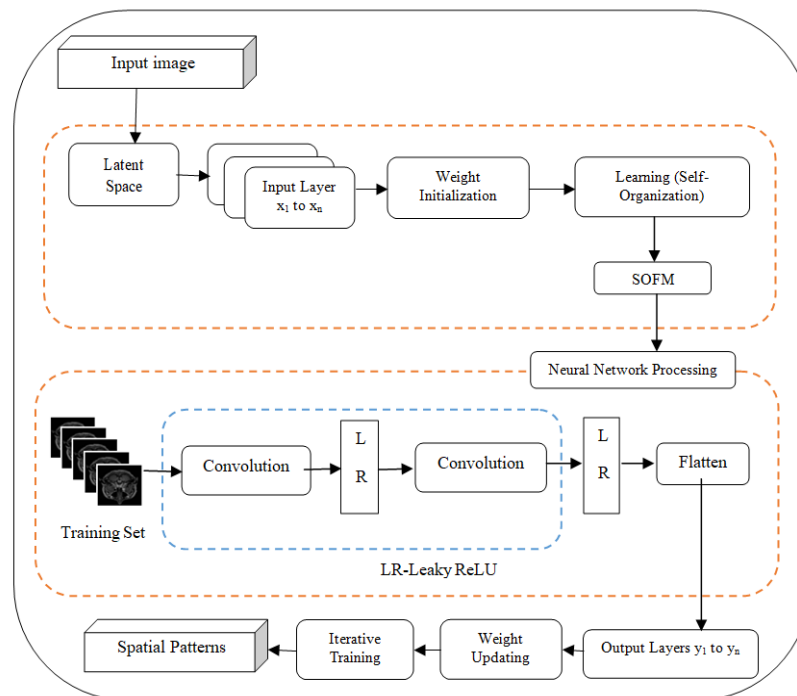 Input image
Latent
Space
Input Layer
x₁ to xₙ
Weight
Initialization
Learning (Self-
Organization)
SOFM
Neural Network Processing
Training Set
Convolution
L
R
Convolution
L
R
Flatten
LR-Leaky ReLU
Spatial Patterns
Iterative
Training
Weight
Updating
Output Layers y₁ to yₙ